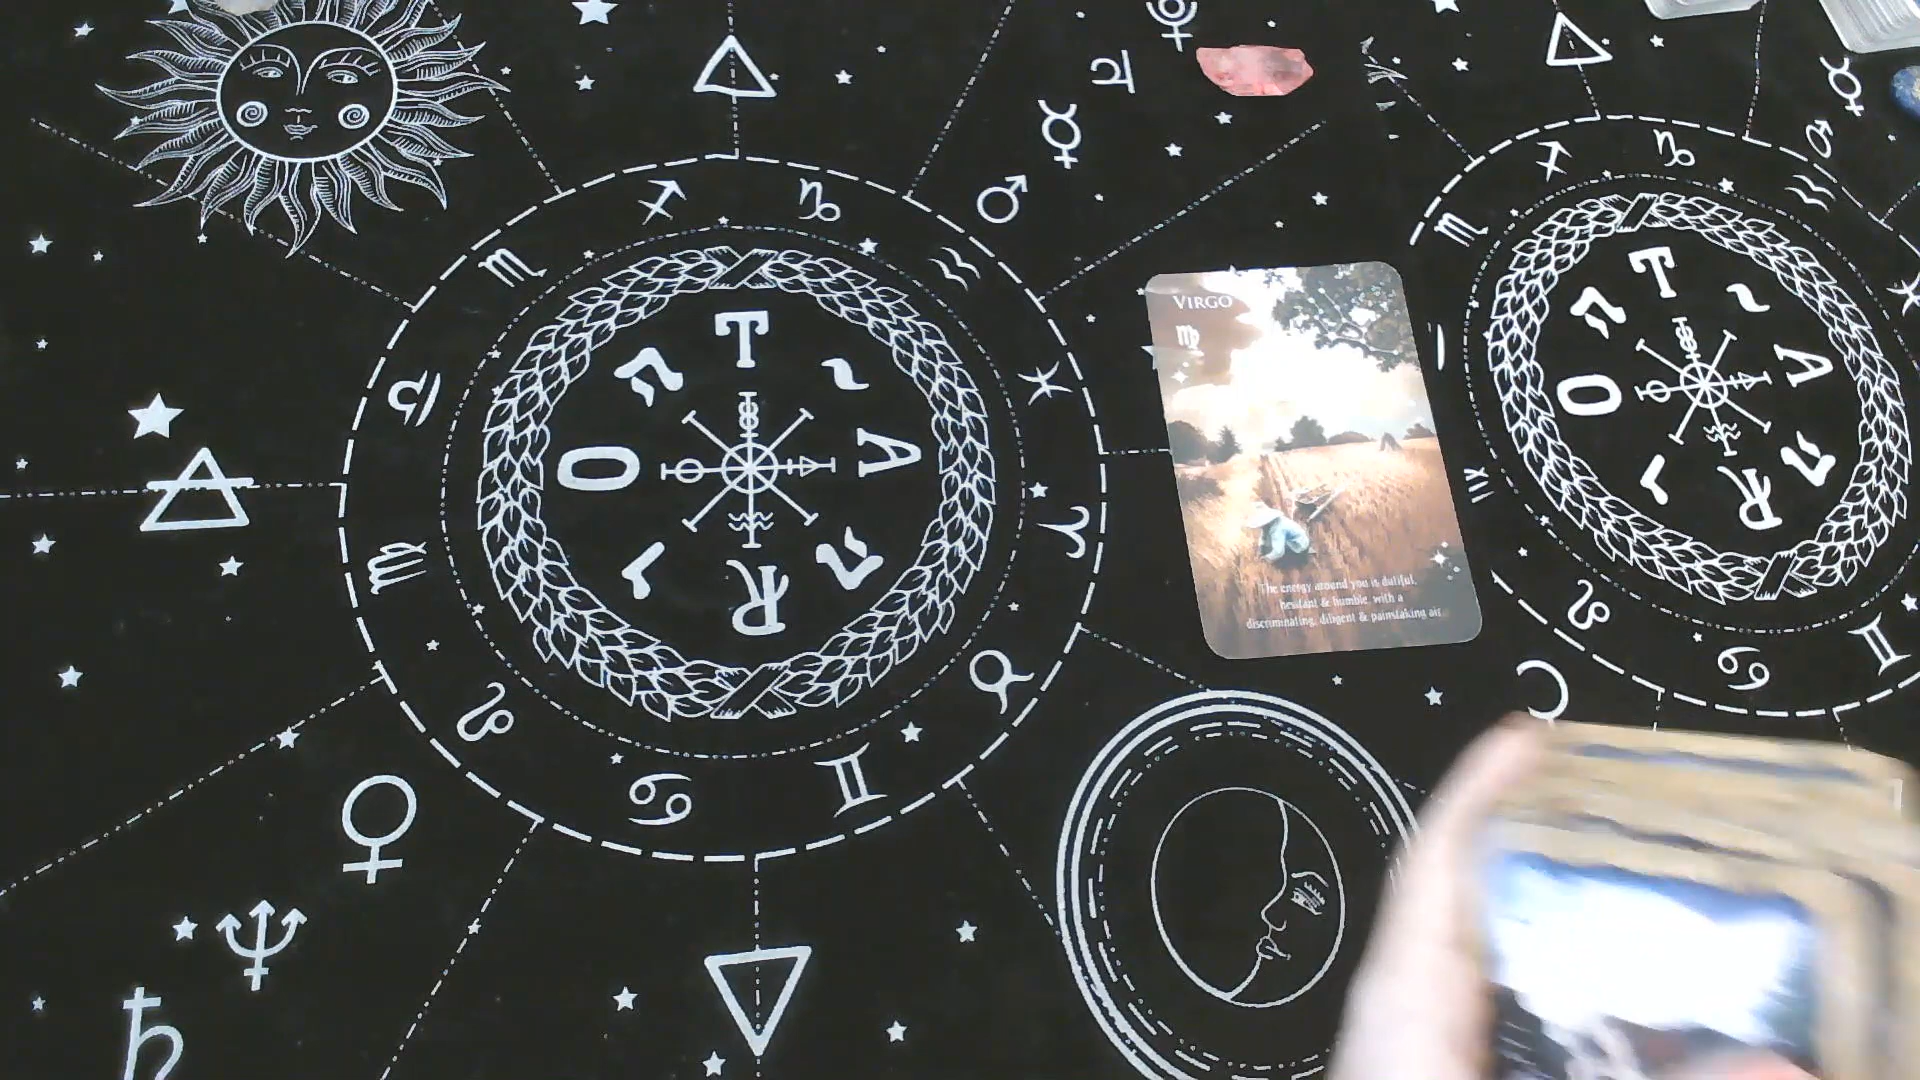 VIRGO
♍
The energy around you is dutiful,
hesitant & humble, with a
discriminating, diligent & painstaking air.
T
A
R
O
T
A
R
O